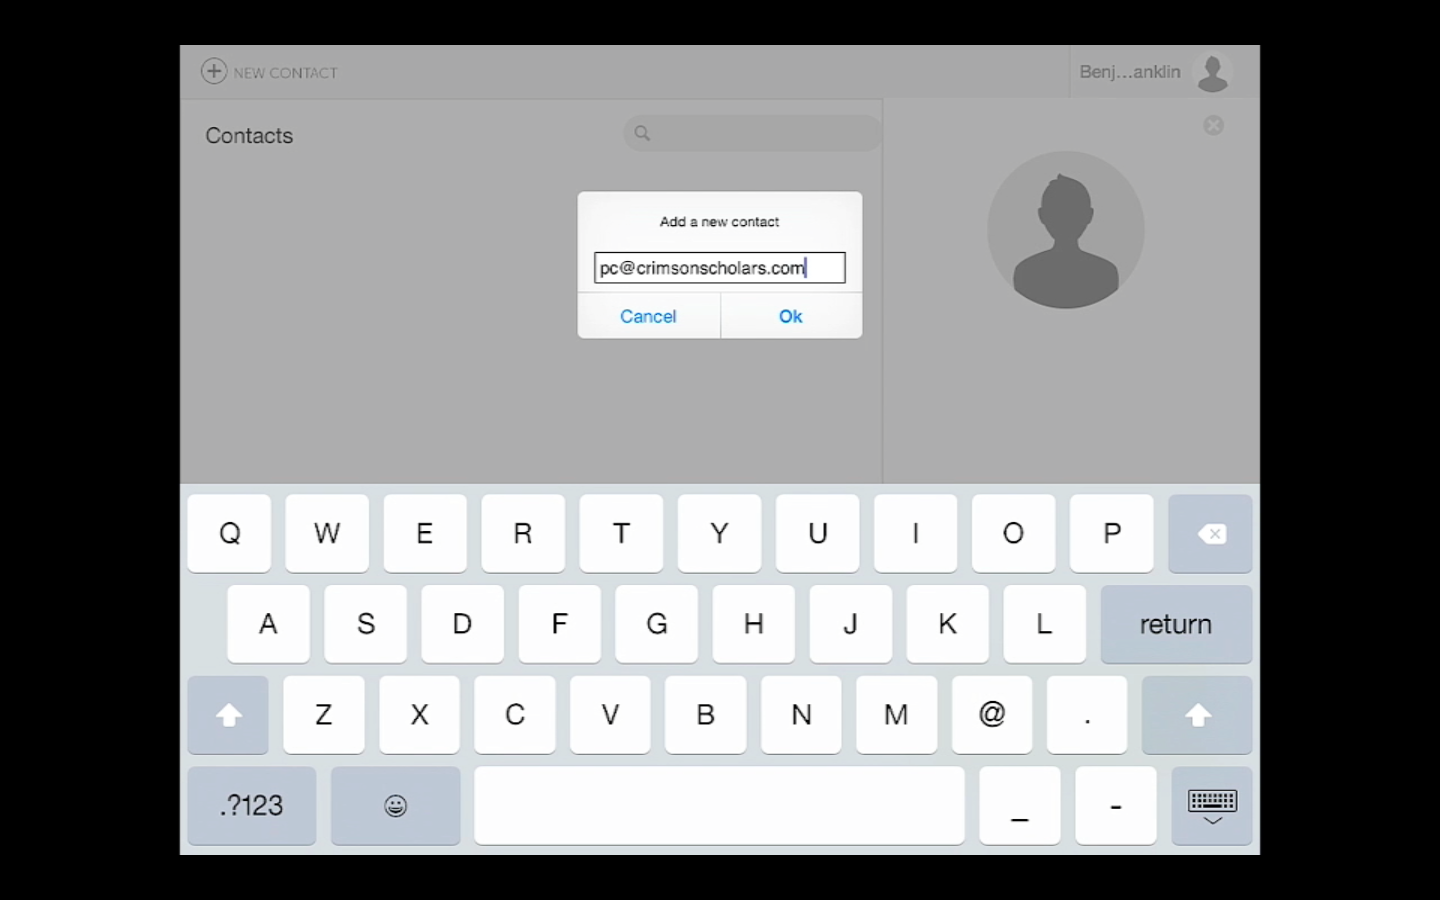 NEW CONTACT
Benj...anklin
Contacts
Add a new contact
pc@crimsonscholars.com
Cancel
Ok
Q W E R T Y U I O P
A S D F G H J K L return
Z X C V B N M @ .
.?123 _ -